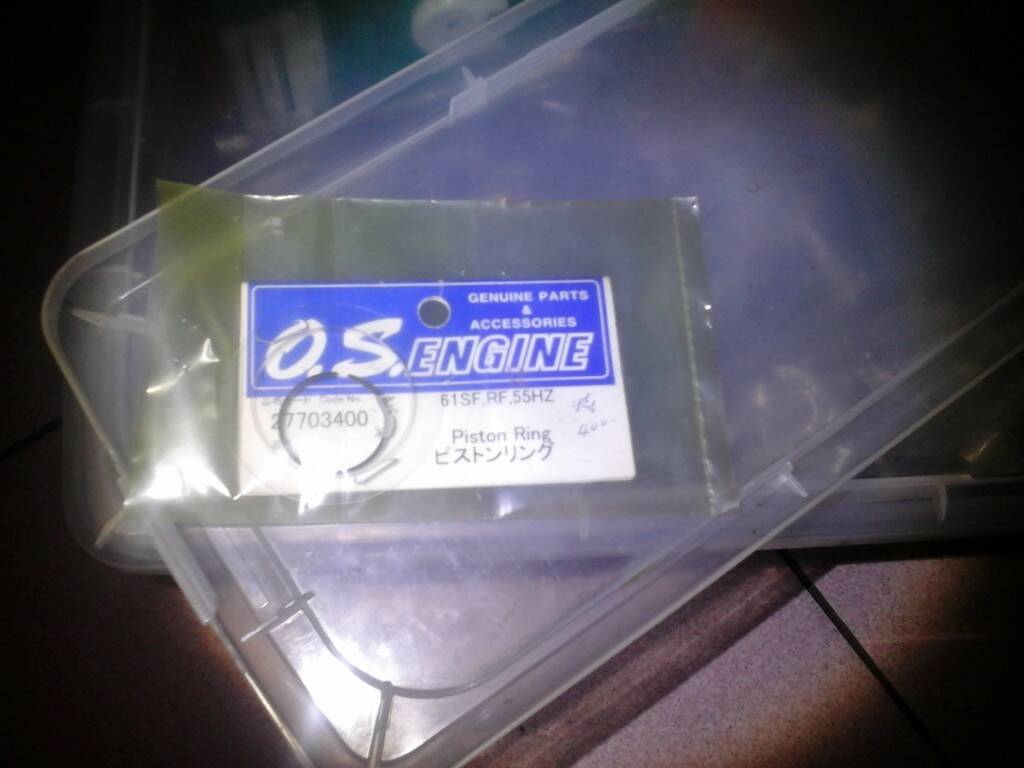 GENUINE PARTS
&
ACCESSORIES
O.S. ENGINE
Code No.
27703400
61SF,RF,55HZ
400-
Piston Ring
ピストンリング